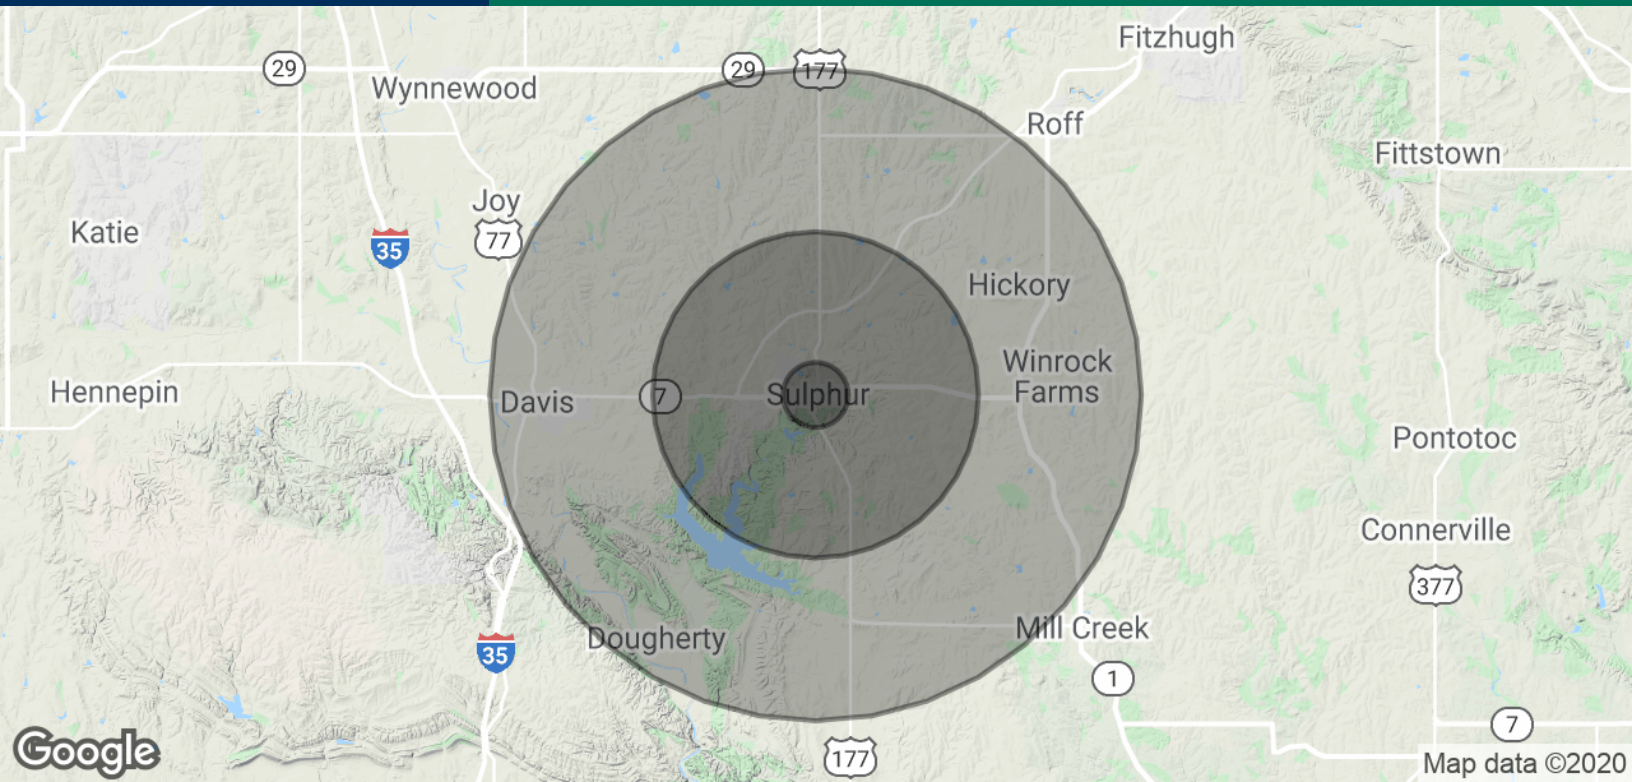 Fitzhugh
29
29
177
Wynnewood
Roff
Fittstown
Joy
Katie
77
35
Hickory
Winrock
Farms
Hennepin
Davis
7
Sulphur
Pontotoc
Connerville
377
Dougherty
Mill Creek
35
1
7
Google
177
Map data ©2020